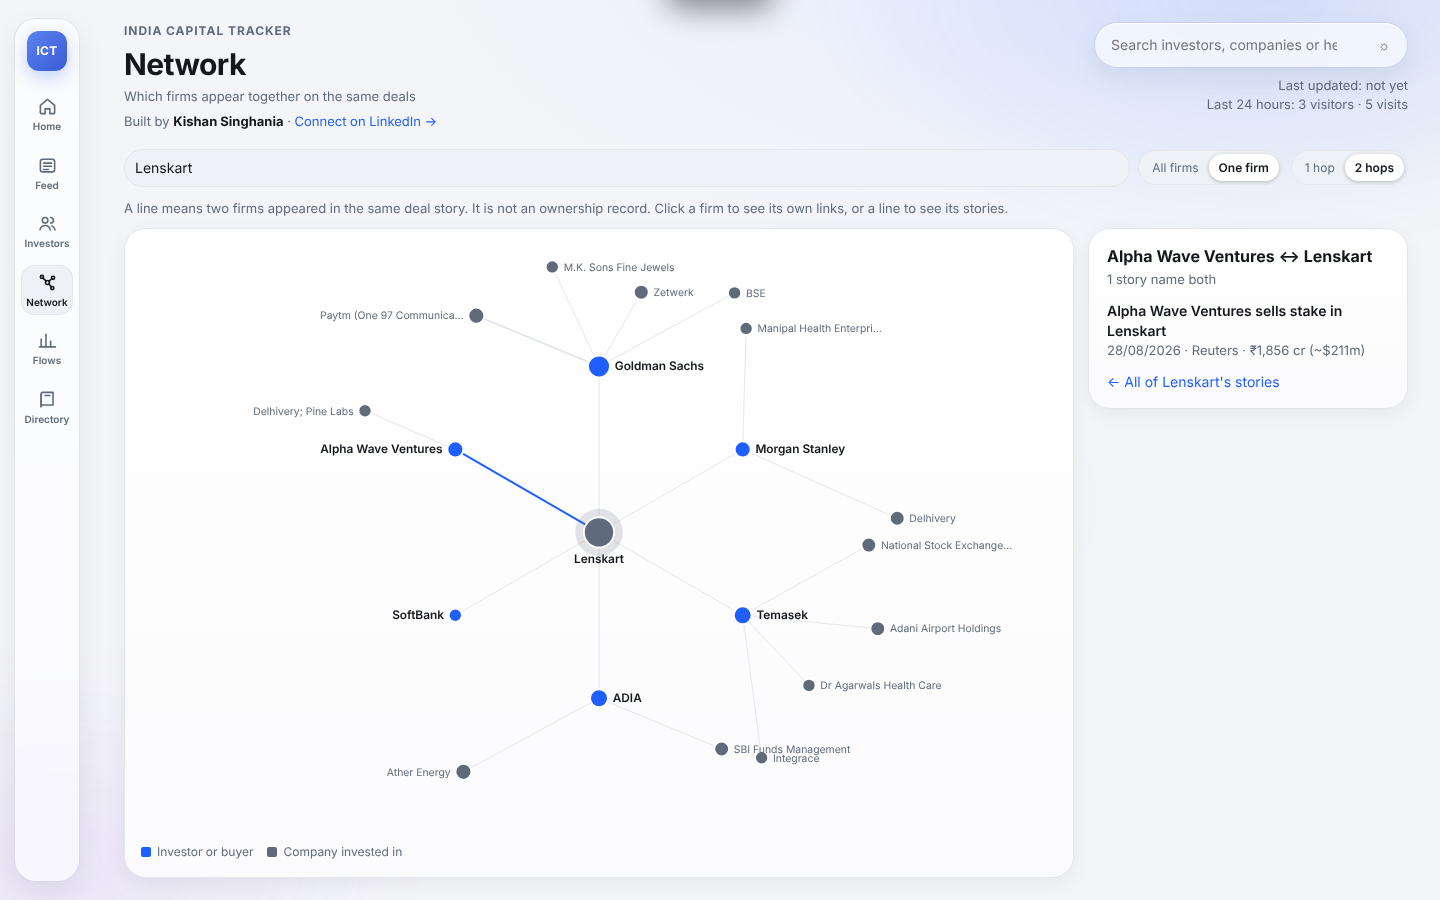 ICT
Home
Feed
Investors
Network
Flows
Directory
INDIA CAPITAL TRACKER
Network
Which firms appear together on the same deals
Built by Kishan Singhania · Connect on LinkedIn →
Search investors, companies or he
Last updated: not yet
Last 24 hours: 3 visitors · 5 visits
Lenskart
All firms
One firm
1 hop
2 hops
A line means two firms appeared in the same deal story. It is not an ownership record. Click a firm to see its own links, or a line to see its stories.
M.K. Sons Fine Jewels
Zetwerk
BSE
Paytm (One 97 Communica...
Manipal Health Enterpri...
Goldman Sachs
Delhivery; Pine Labs
Alpha Wave Ventures
Morgan Stanley
Delhivery
National Stock Exchange...
Lenskart
SoftBank
Temasek
Adani Airport Holdings
Dr Agarwals Health Care
ADIA
SBI Funds Management
Integrace
Ather Energy
Investor or buyer
Company invested in
Alpha Wave Ventures ↔ Lenskart
1 story name both
Alpha Wave Ventures sells stake in
Lenskart
28/08/2026 · Reuters · ₹1,856 cr (~$211m)
← All of Lenskart's stories